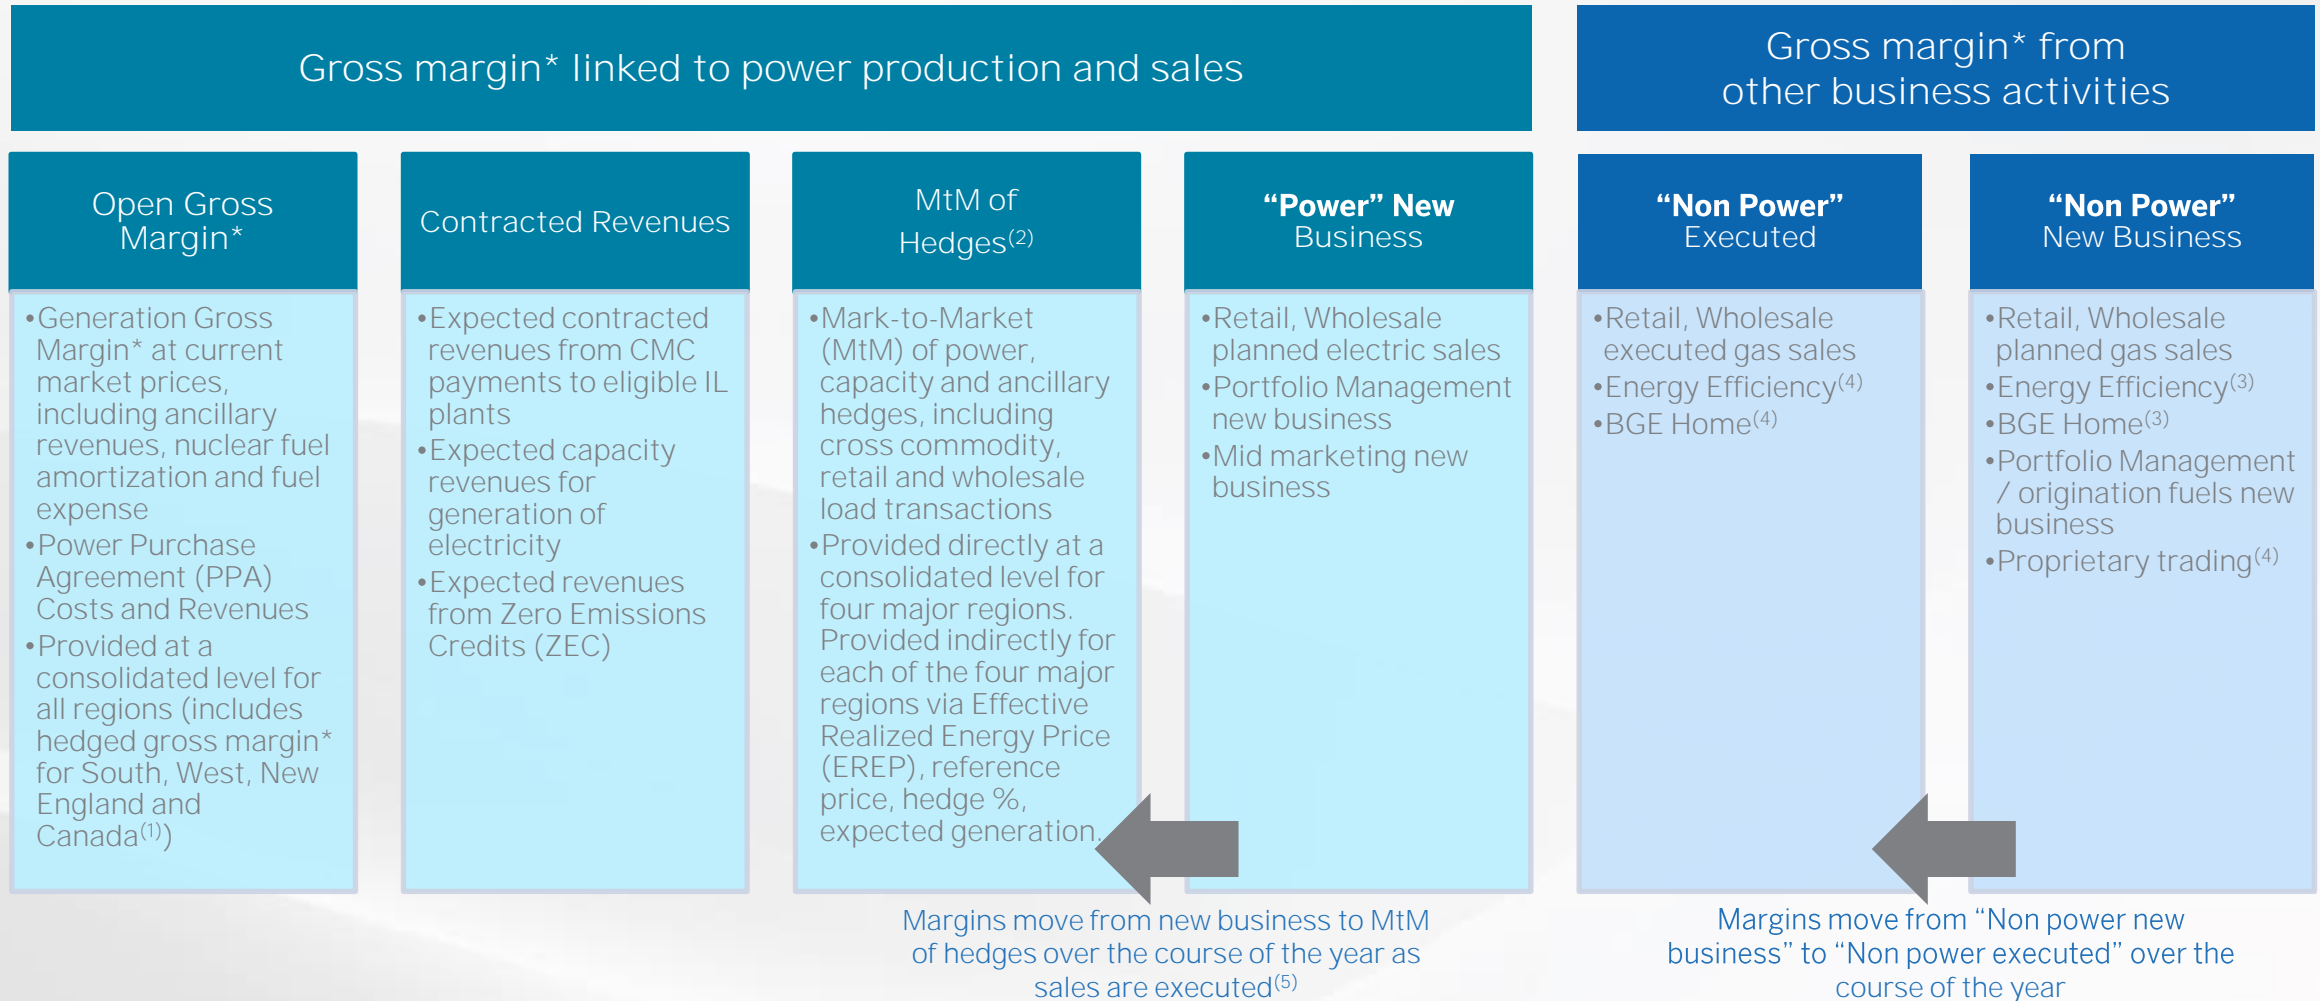 Gross margin* linked to power production and sales
Gross margin* from
other business activities
Open Gross
Margin*
•Generation Gross
Margin* at current
market prices,
including ancillary
revenues, nuclear fuel
amortization and fuel
expense
•Power Purchase
Agreement (PPA)
Costs and Revenues
•Provided at a
consolidated level for
all regions (includes
hedged gross margin*
for South, West, New
England and
Canada(1))
Contracted Revenues
•Expected contracted
revenues from CMC
payments to eligible IL
plants
•Expected capacity
revenues for
generation of
electricity
•Expected revenues
from Zero Emissions
Credits (ZEC)
MtM of
Hedges(2)
•Mark-to-Market
(MtM) of power,
capacity and ancillary
hedges, including
cross commodity,
retail and wholesale
load transactions
•Provided directly at a
consolidated level for
four major regions.
Provided indirectly for
each of the four major
regions via Effective
Realized Energy Price
(EREP), reference
price, hedge %,
expected generation.
“Power” New
Business
•Retail, Wholesale
planned electric sales
•Portfolio Management
new business
•Mid marketing new
business
“Non Power”
Executed
•Retail, Wholesale
executed gas sales
•Energy Efficiency(4)
•BGE Home(4)
“Non Power”
New Business
•Retail, Wholesale
planned gas sales
•Energy Efficiency(3)
•BGE Home(3)
•Portfolio Management
/ origination fuels new
business
•Proprietary trading(4)
Margins move from new business to MtM
of hedges over the course of the year as
sales are executed(5)
Margins move from “Non power new
business” to “Non power executed” over the
course of the year